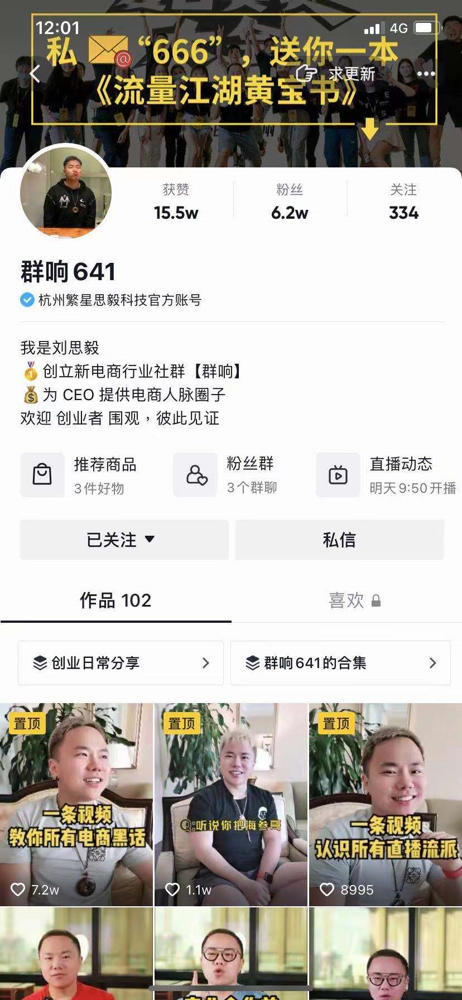 12:01
4G
私 “666”，送你一本
《流量江湖黄宝书》
求更新
获赞
15.5w
粉丝
6.2w
关注
334
群响641
杭州繁星思毅科技官方账号
我是刘思毅
🥇创立新电商行业社群【群响】
💰为 CEO 提供电商人脉圈子
欢迎 创业者 围观，彼此见证
推荐商品
3件好物
粉丝群
3个群聊
直播动态
明天9:50开播
已关注
私信
作品 102
喜欢
创业日常分享
群响641的合集
置顶
一条视频
教你所有电商黑话
7.2w
置顶
Q:听说你把海参哥
1.1w
置顶
一条视频
认识所有直播流派
8995